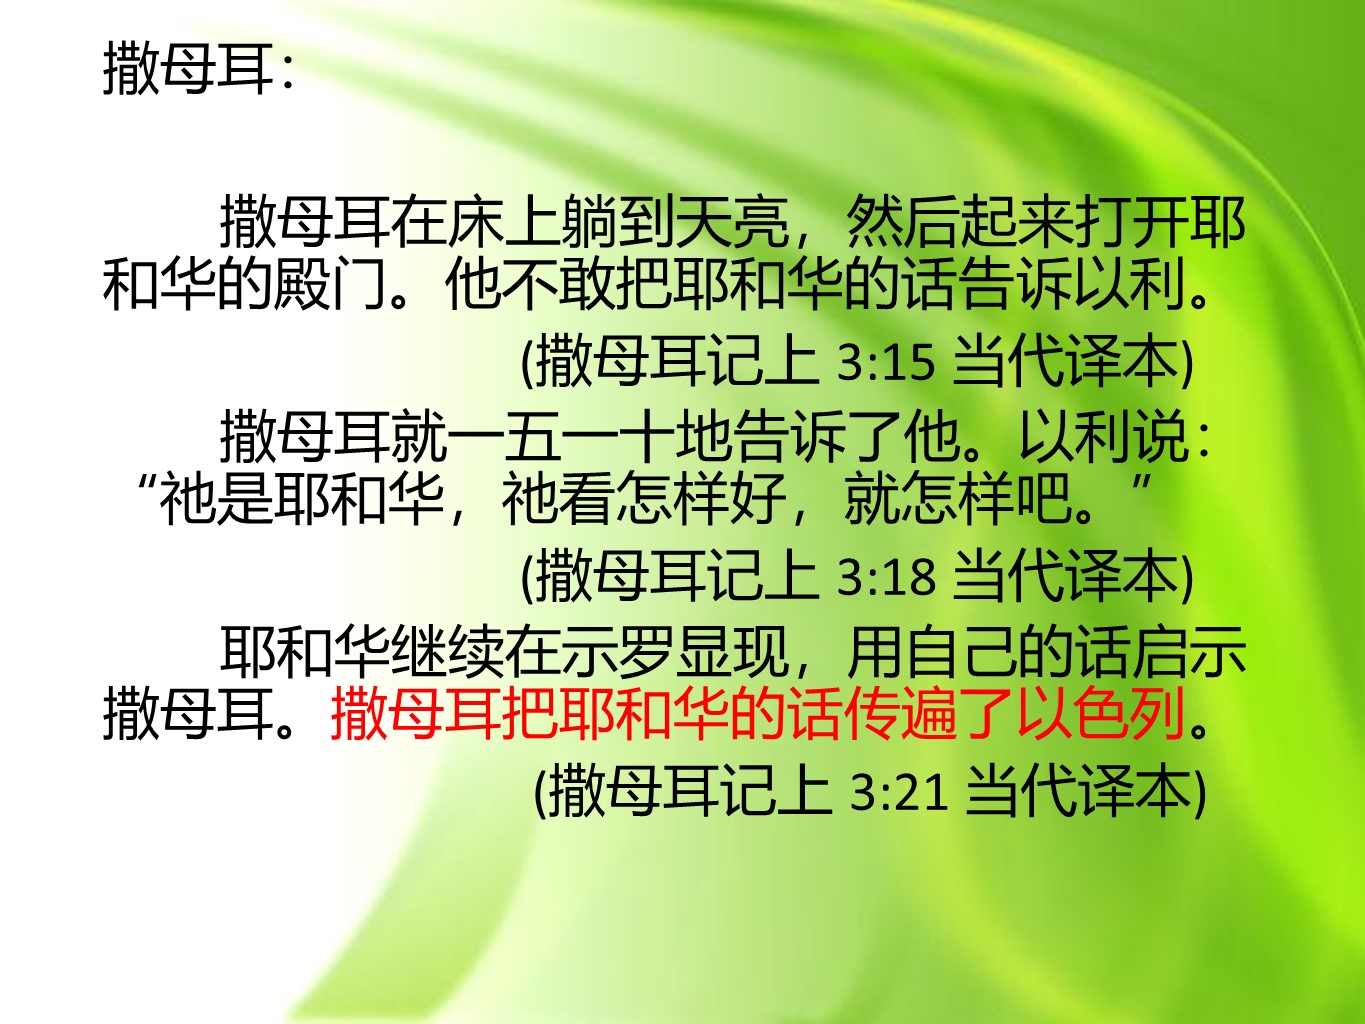 撒母耳：
撒母耳在床上躺到天亮，然后起来打开耶
和华的殿门。他不敢把耶和华的话告诉以利。
(撒母耳记上 3:15 当代译本)
撒母耳就一五一十地告诉了他。以利说：
“祂是耶和华，祂看怎样好，就怎样吧。”
(撒母耳记上 3:18 当代译本)
耶和华继续在示罗显现，用自己的话启示
撒母耳。撒母耳把耶和华的话传遍了以色列。
(撒母耳记上 3:21 当代译本)